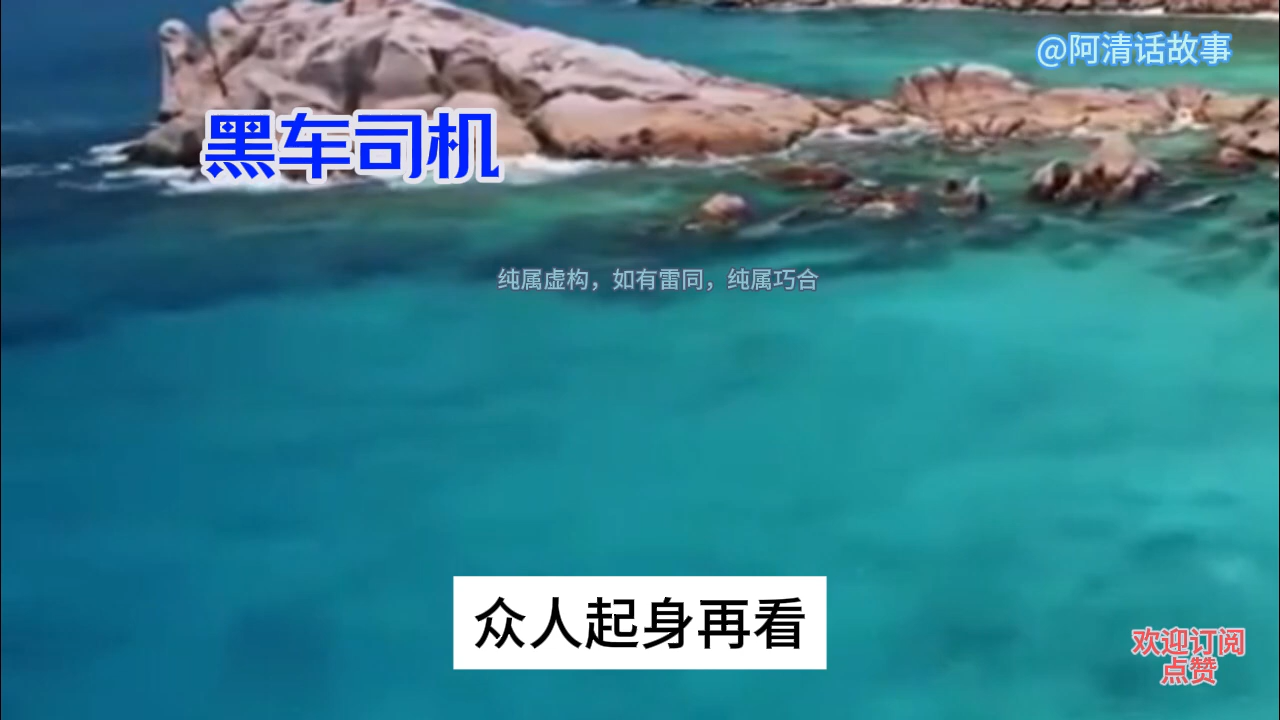 @阿清话故事
黑车司机
纯属虚构，如有雷同，纯属巧合
众人起身再看
欢迎订阅
点赞